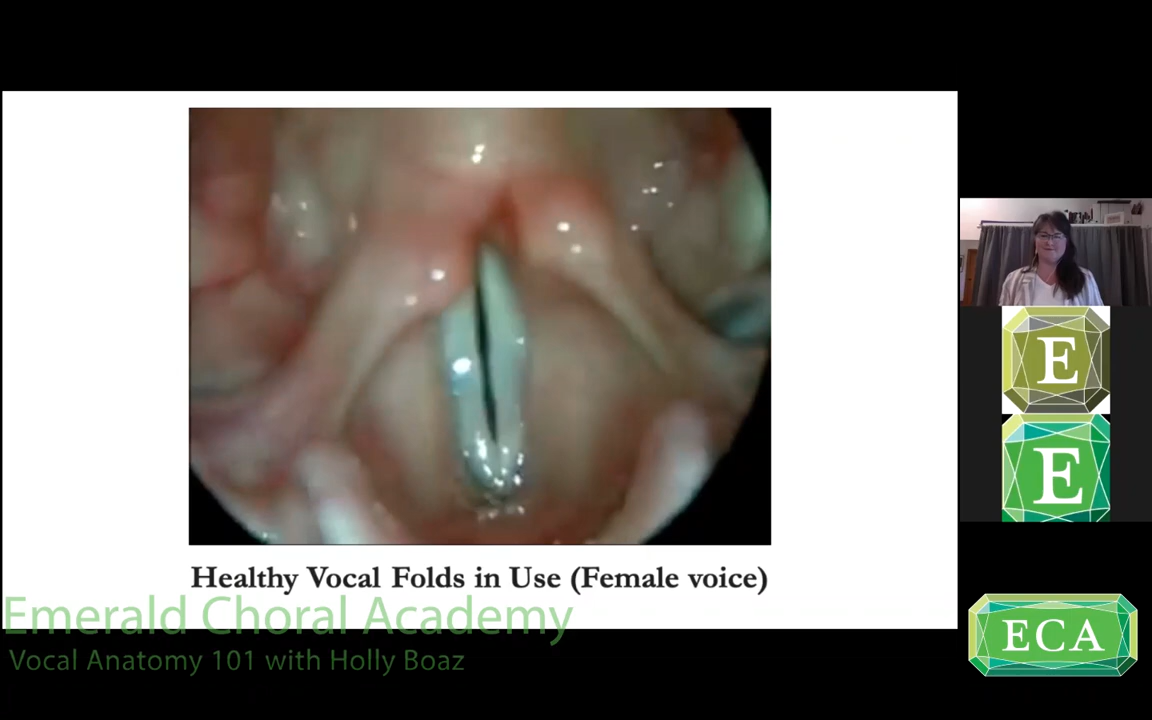 Healthy Vocal Folds in Use (Female voice)
Emerald Choral Academy
Vocal Anatomy 101 with Holly Boaz
E
E
ECA